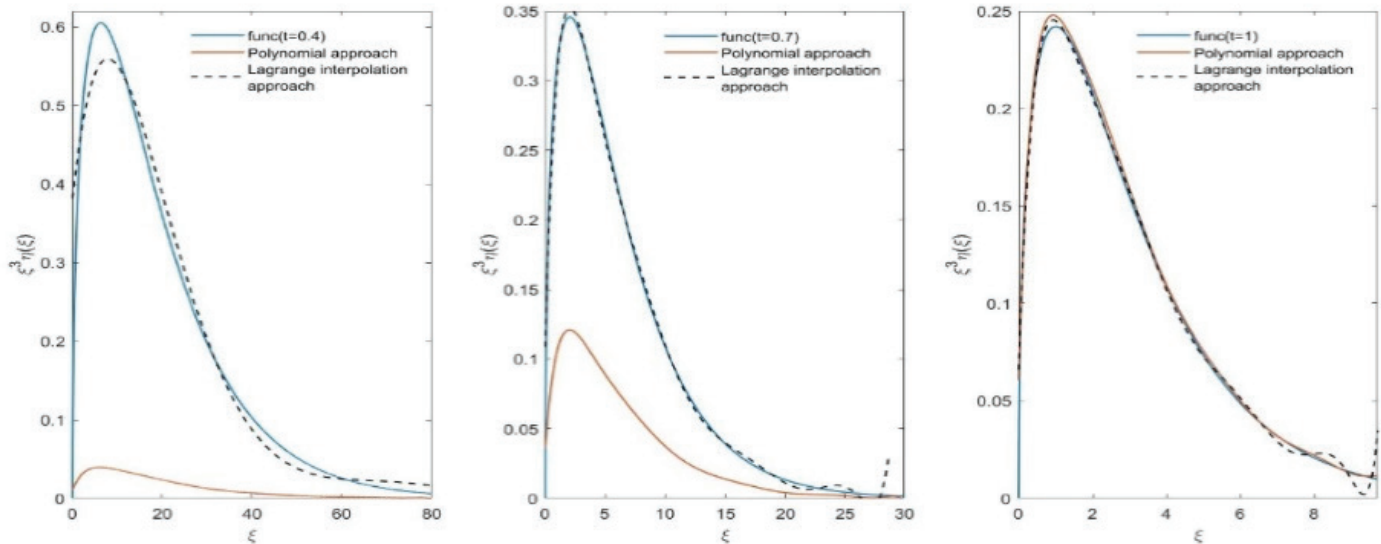 0.6
0.5
0.4
0.3
0.2
0.1
0
0
20
40
60
80
ξ³η(ξ)
ξ
func(t=0.4)
Polynomial approach
Lagrange interpolation
approach
0.35
0.3
0.25
0.2
0.15
0.1
0.05
0
0
5
10
15
20
25
30
ξ³η(ξ)
ξ
func(t=0.7)
Polynomial approach
Lagrange interpolation
approach
0.25
0.2
0.15
0.1
0.05
0
0
2
4
6
8
ξ³η(ξ)
ξ
func(t=1)
Polynomial approach
Lagrange interpolation
approach